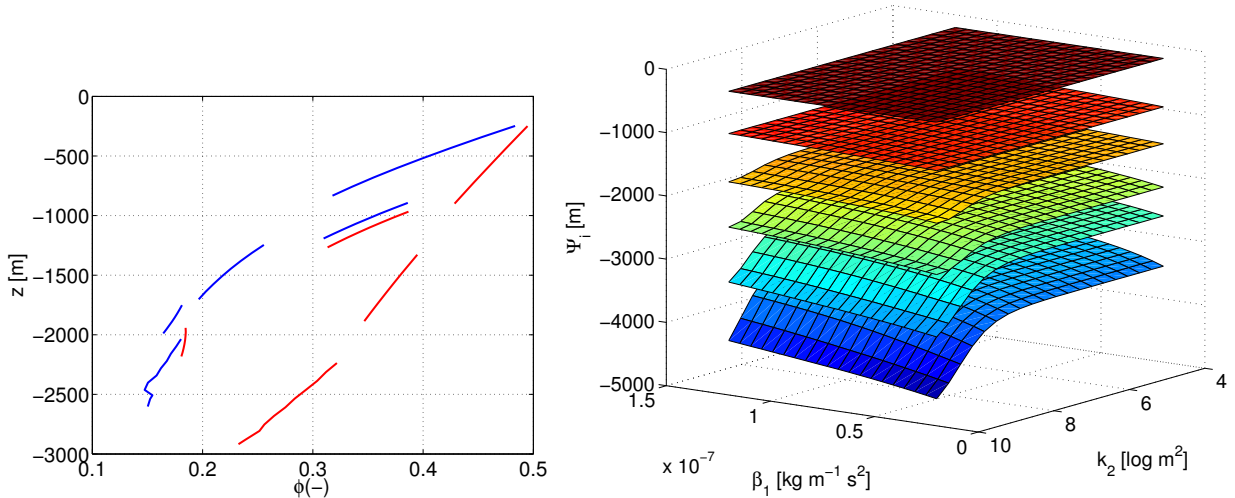 0
−500
−1000
−1500
−2000
−2500
−3000
z [m]
0.1 0.2 0.3 0.4 0.5
ϕ(−)
0
−1000
−2000
−3000
−4000
−5000
Ψi [m]
1.5 1 0.5 0
x 10⁻⁷
β₁ [kg m⁻¹ s²]
10 8 6 4
k₂ [log m²]